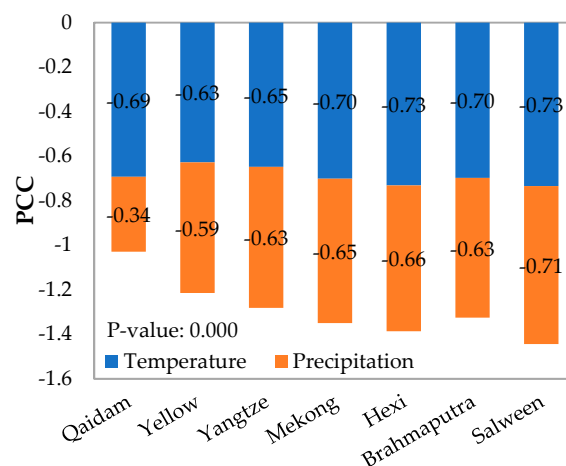 0
-0.2
-0.4
-0.6
-0.8
-1
-1.2
-1.4
-1.6
PCC
-0.69 -0.63 -0.65 -0.70 -0.73 -0.70 -0.73
-0.34 -0.59 -0.63 -0.65 -0.66 -0.63 -0.71
P-value: 0.000
Temperature Precipitation
Qaidam Yellow Yangtze Mekong Hexi Brahmaputra Salween